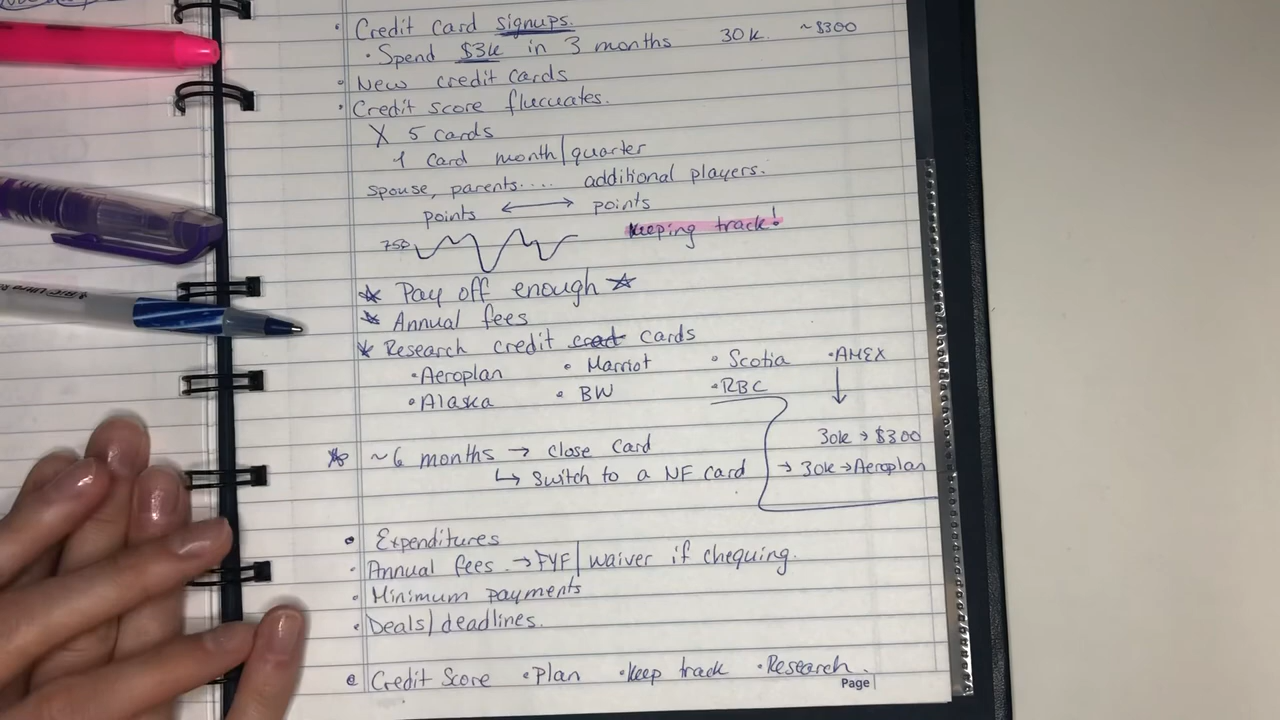 • Credit Card signups.
• Spend $3k in 3 months 30k. ~$300
• New credit cards
• Credit score flucuates.
X 5 cards
1 card month/quarter
spouse, parents.... additional players.
points ⟷ points
Keeping track!
750
☆ Pay off enough ☆
☆ Annual fees
☆ Research credit cards
• Aeroplan • Marriot • Scotia • AMEX
• Alaska • BW • RBC ↓
30k → $300
☆ ~6 months → close card
↳ Switch to a NF card → 30k → Aeroplan
• Expenditures
• Annual fees. → FYF/waiver if chequing.
• Minimum payments
• Deals/deadlines.
• Credit Score • Plan • Keep track • Research.
Page